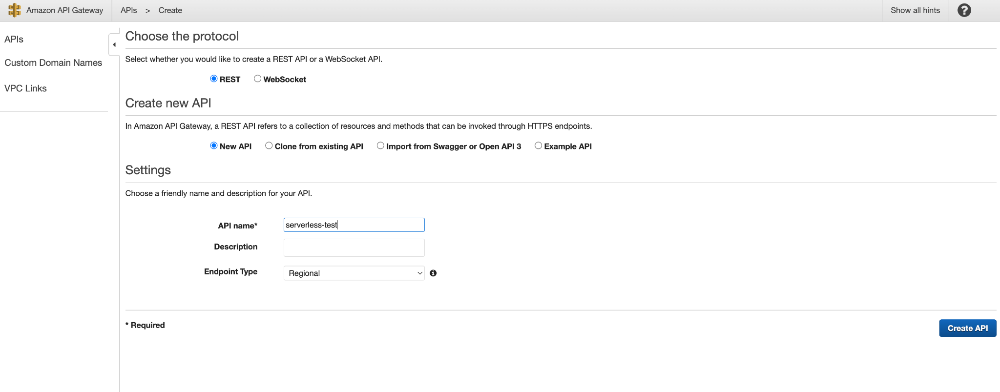 Amazon API Gateway APIs > Create Show all hints ?
APIs
Custom Domain Names
VPC Links
Choose the protocol
Select whether you would like to create a REST API or a WebSocket API.
REST WebSocket
Create new API
In Amazon API Gateway, a REST API refers to a collection of resources and methods that can be invoked through HTTPS endpoints.
New API Clone from existing API Import from Swagger or Open API 3 Example API
Settings
Choose a friendly name and description for your API.
API name* serverless-test
Description
Endpoint Type Regional
* Required
Create API